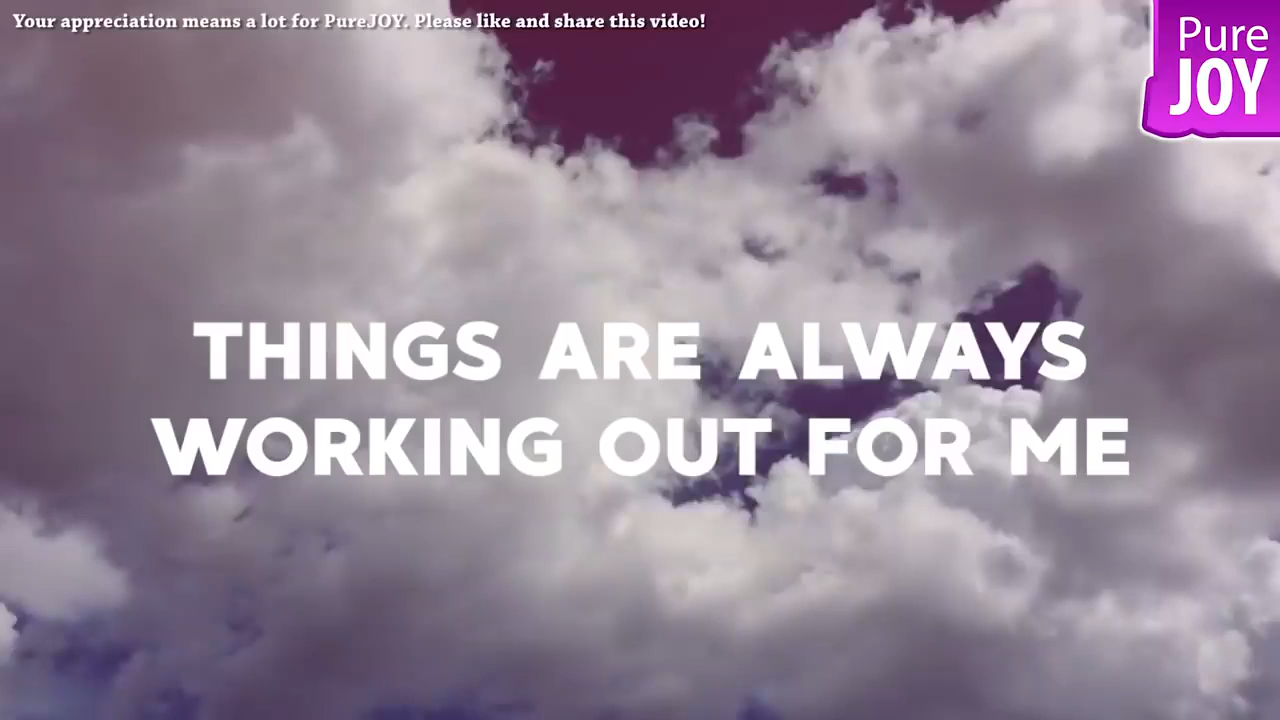 Your appreciation means a lot for PureJOY. Please like and share this video!
Pure
JOY
THINGS ARE ALWAYS
WORKING OUT FOR ME